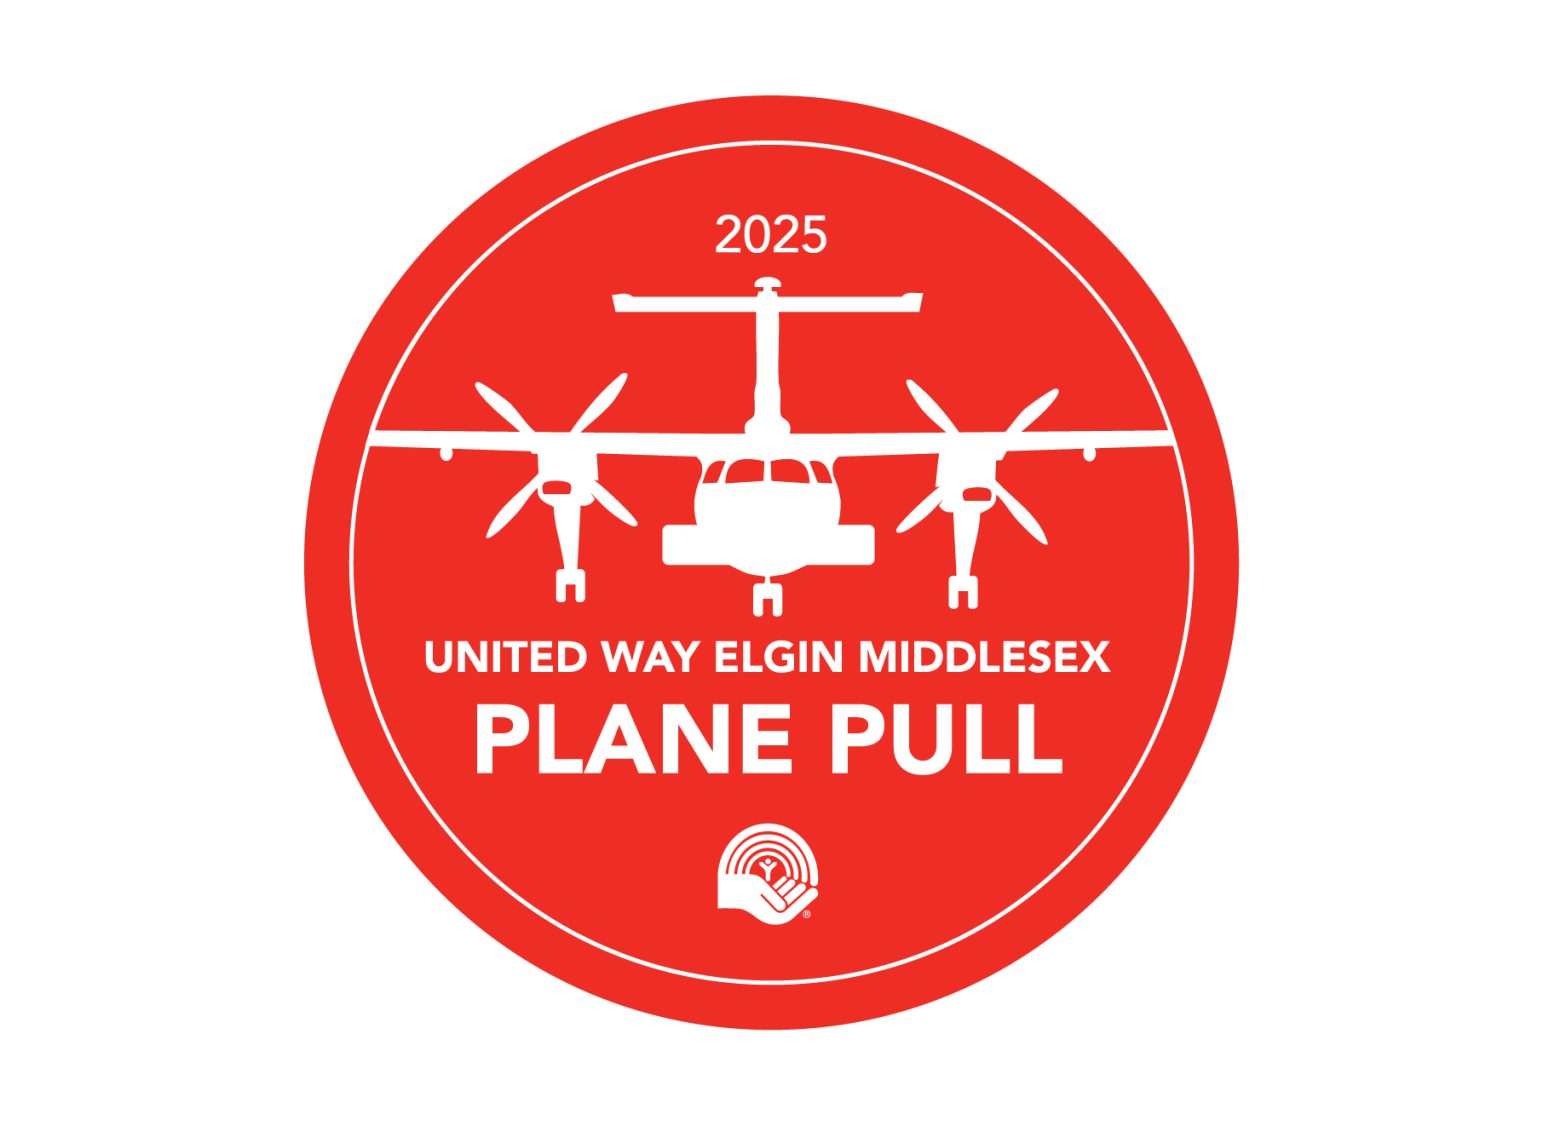 2025
UNITED WAY ELGIN MIDDLESEX
PLANE PULL
®